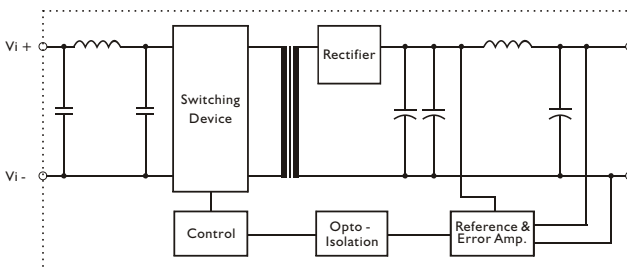 Vi +
Rectifier
Switching
Device
Vi -
Control
Opto -
Isolation
Reference &
Error Amp.